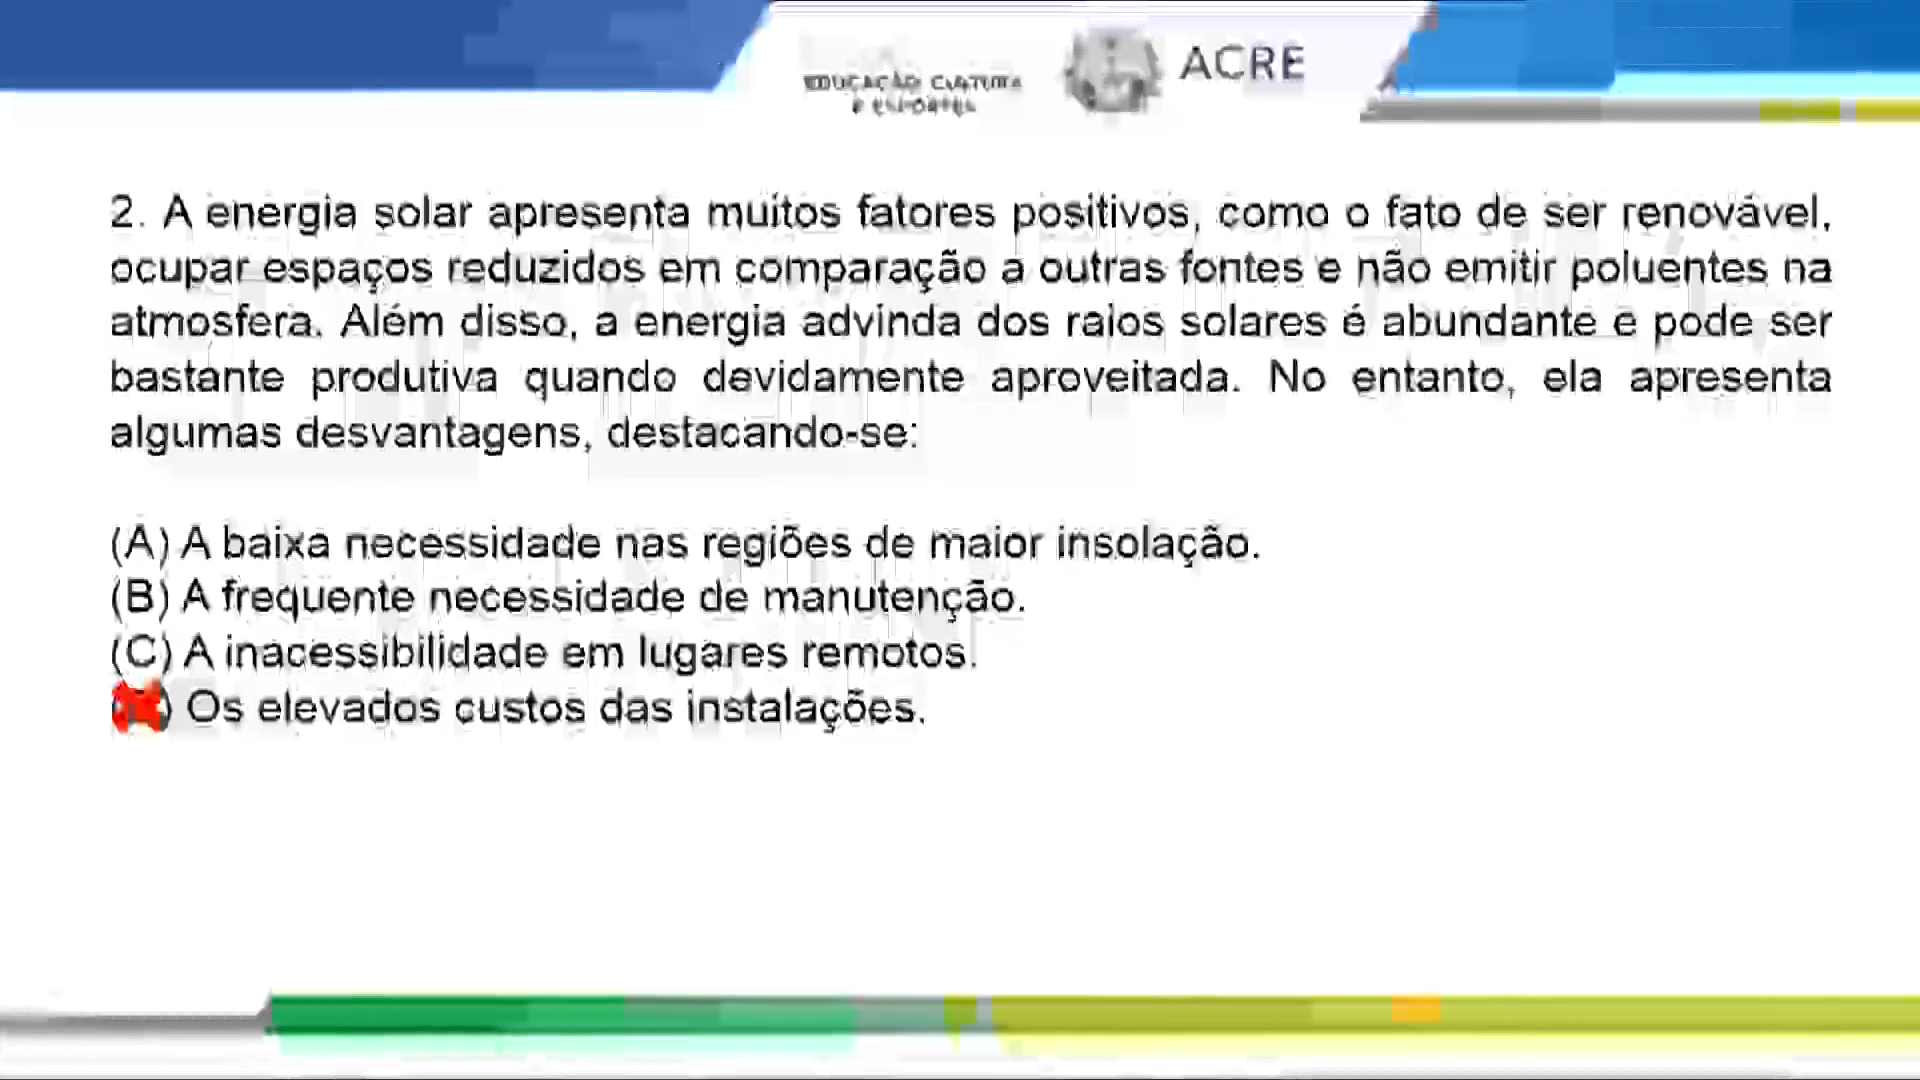 EDUCAÇÃO, CULTURA
E ESPORTES
ACRE
2. A energia solar apresenta muitos fatores positivos, como o fato de ser renovável,
ocupar espaços reduzidos em comparação a outras fontes e não emitir poluentes na
atmosfera. Além disso, a energia advinda dos raios solares é abundante e pode ser
bastante produtiva quando devidamente aproveitada. No entanto, ela apresenta
algumas desvantagens, destacando-se:
(A) A baixa necessidade nas regiões de maior insolação.
(B) A frequente necessidade de manutenção.
(C) A inacessibilidade em lugares remotos.
) Os elevados custos das instalações.